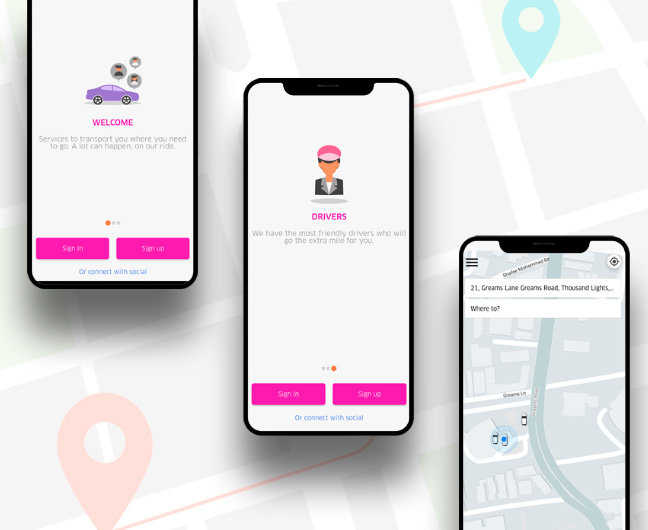 WELCOME
Services to transport you where you need
to go. A lot can happen, on our ride.
Sign in
Sign up
Or connect with social
DRIVERS
We have the most friendly drivers who will
go the extra mile for you.
Sign in
Sign up
Or connect with social
Shafee Mohammed Rd
21, Greams Lane Greams Road, Thousand Lights,...
Where to?
Greams Ln